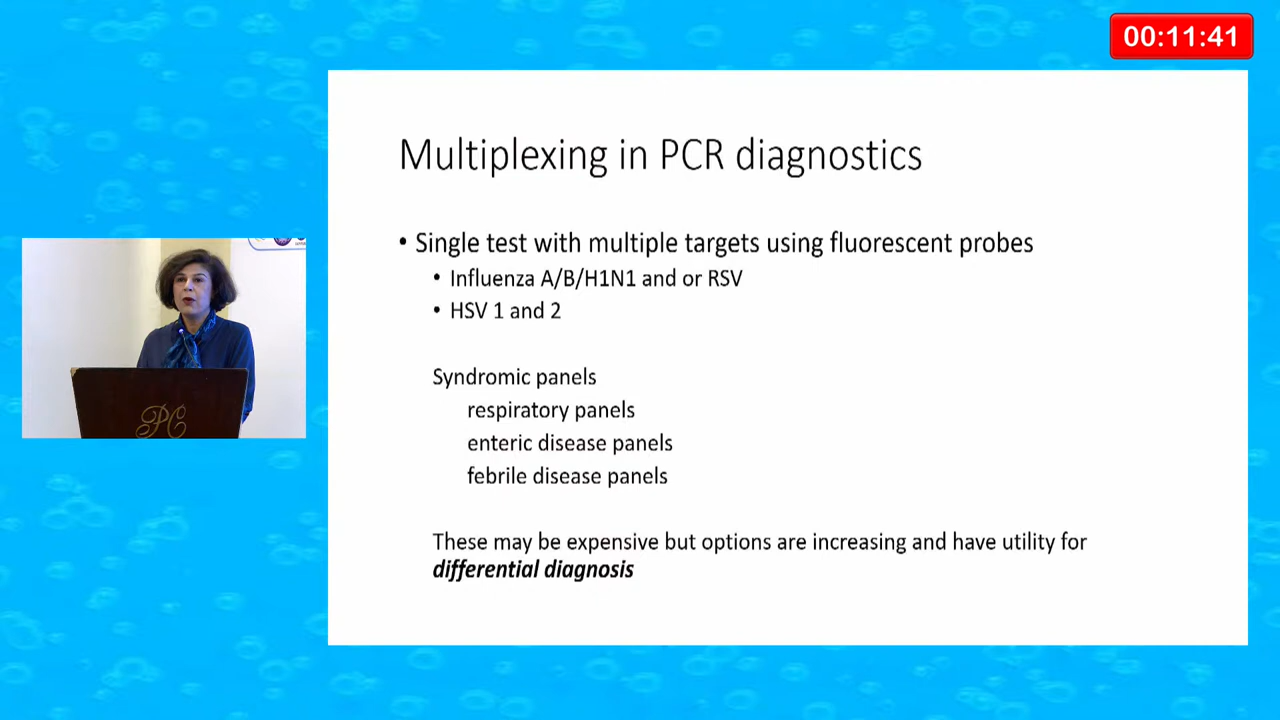 00:11:41
Multiplexing in PCR diagnostics
• Single test with multiple targets using fluorescent probes
• Influenza A/B/H1N1 and or RSV
• HSV 1 and 2
Syndromic panels
respiratory panels
enteric disease panels
febrile disease panels
These may be expensive but options are increasing and have utility for
differential diagnosis
PC